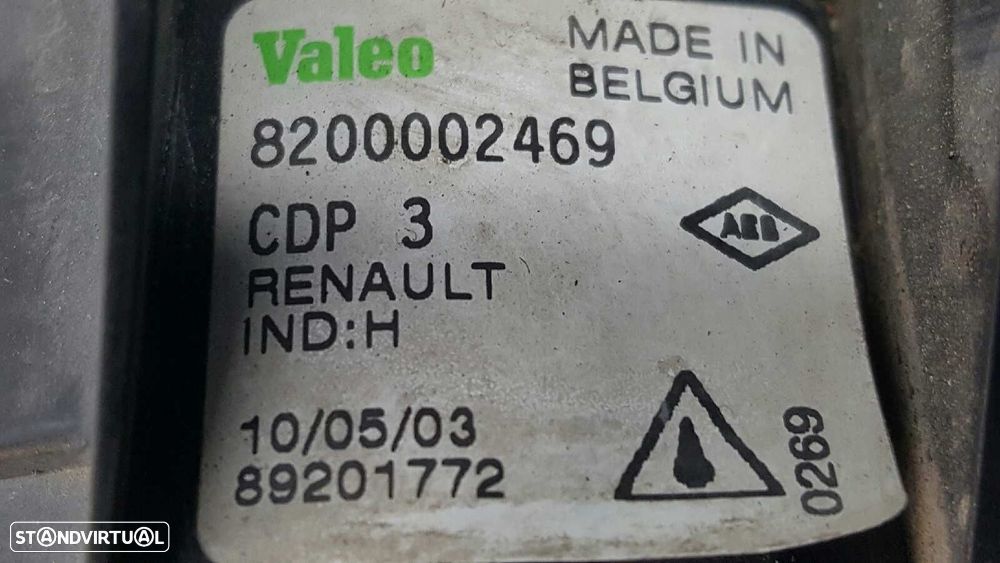 Valeo
MADE IN
BELGIUM
8200002469
CDP 3
RENAULT
IND:H
10/05/03
89201772
0269
STANDVIRTUAL